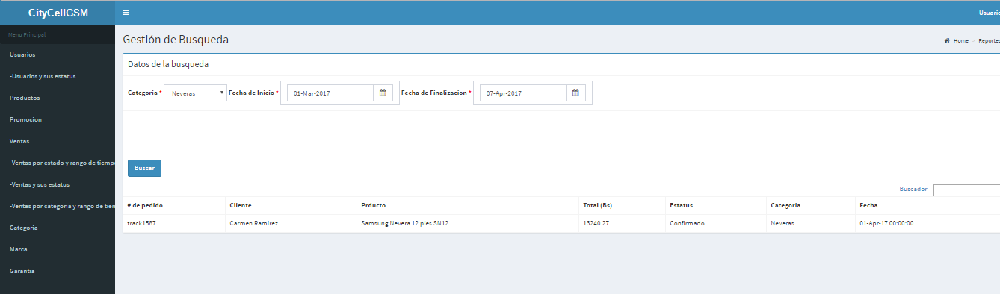 CityCellGSM
Usuario
Menu Principal
Usuarios
-Usuarios y sus estatus
Productos
Promocion
Ventas
-Ventas por estado y rango de tiempo
-Ventas y sus estatus
-Ventas por categoria y rango de tien
Categoria
Marca
Garantia
Gestión de Busqueda
Home > Reportes
Datos de la busqueda
Categoria * Neveras Fecha de Inicio * 01-Mar-2017 Fecha de Finalizacion * 07-Apr-2017
Buscar
Buscador
# de pedido Cliente Prducto Total (Bs) Estatus Categoria Fecha
track1587 Carmen Ramirez Samsung Nevera 12 pies SN12 13240.27 Confirmado Neveras 01-Apr-17 00:00:00